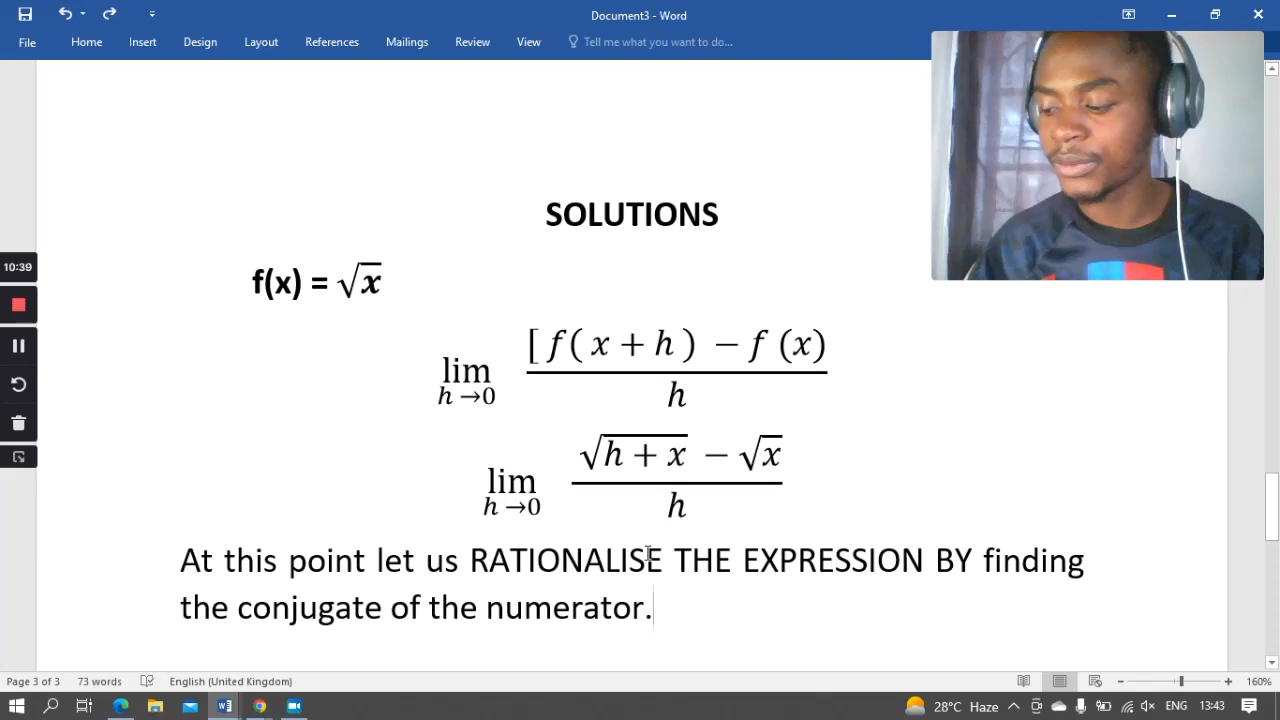 Document3 - Word
File Home Insert Design Layout References Mailings Review View Tell me what you want to do...
SOLUTIONS
10:39
f(x) = √x
lim h→0 [ f( x + h ) − f (x) / h
lim h→0 √h + x − √x / h
At this point let us RATIONALISE THE EXPRESSION BY finding
the conjugate of the numerator.
Page 3 of 3 73 words English (United Kingdom) 160%
28°C Haze ENG 13:43